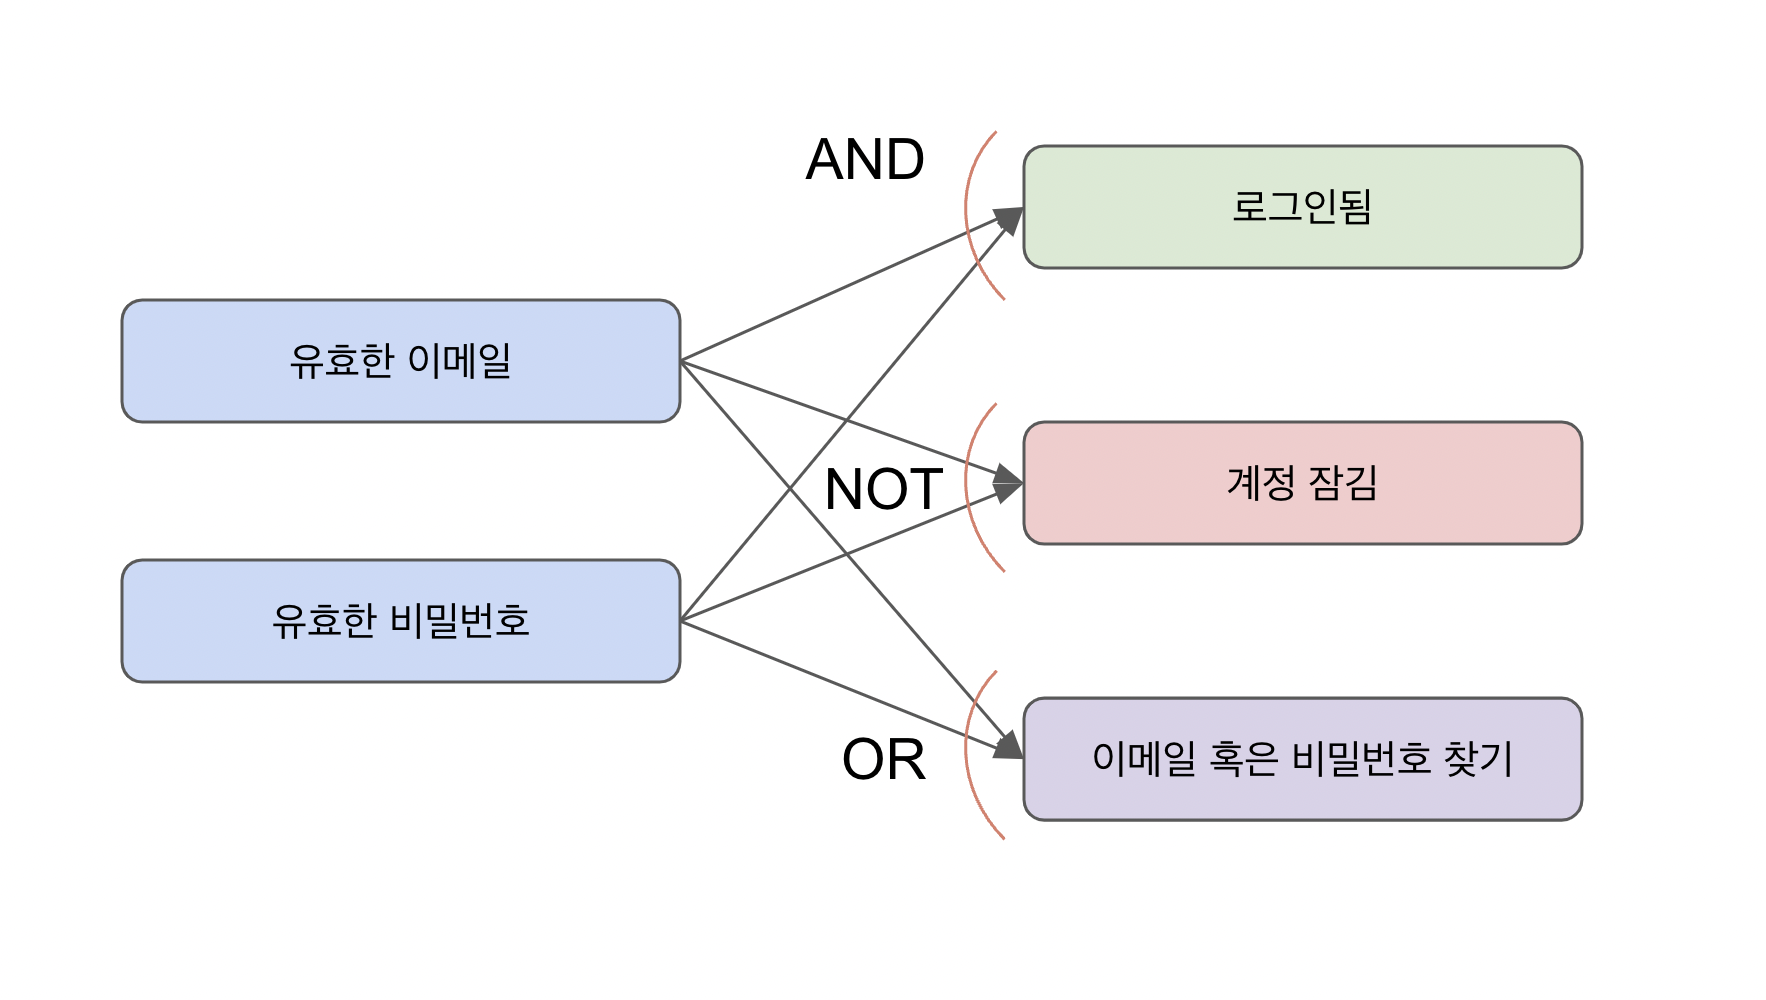 AND
로그인됨
유효한 이메일
NOT
계정 잠김
유효한 비밀번호
OR
이메일 혹은 비밀번호 찾기